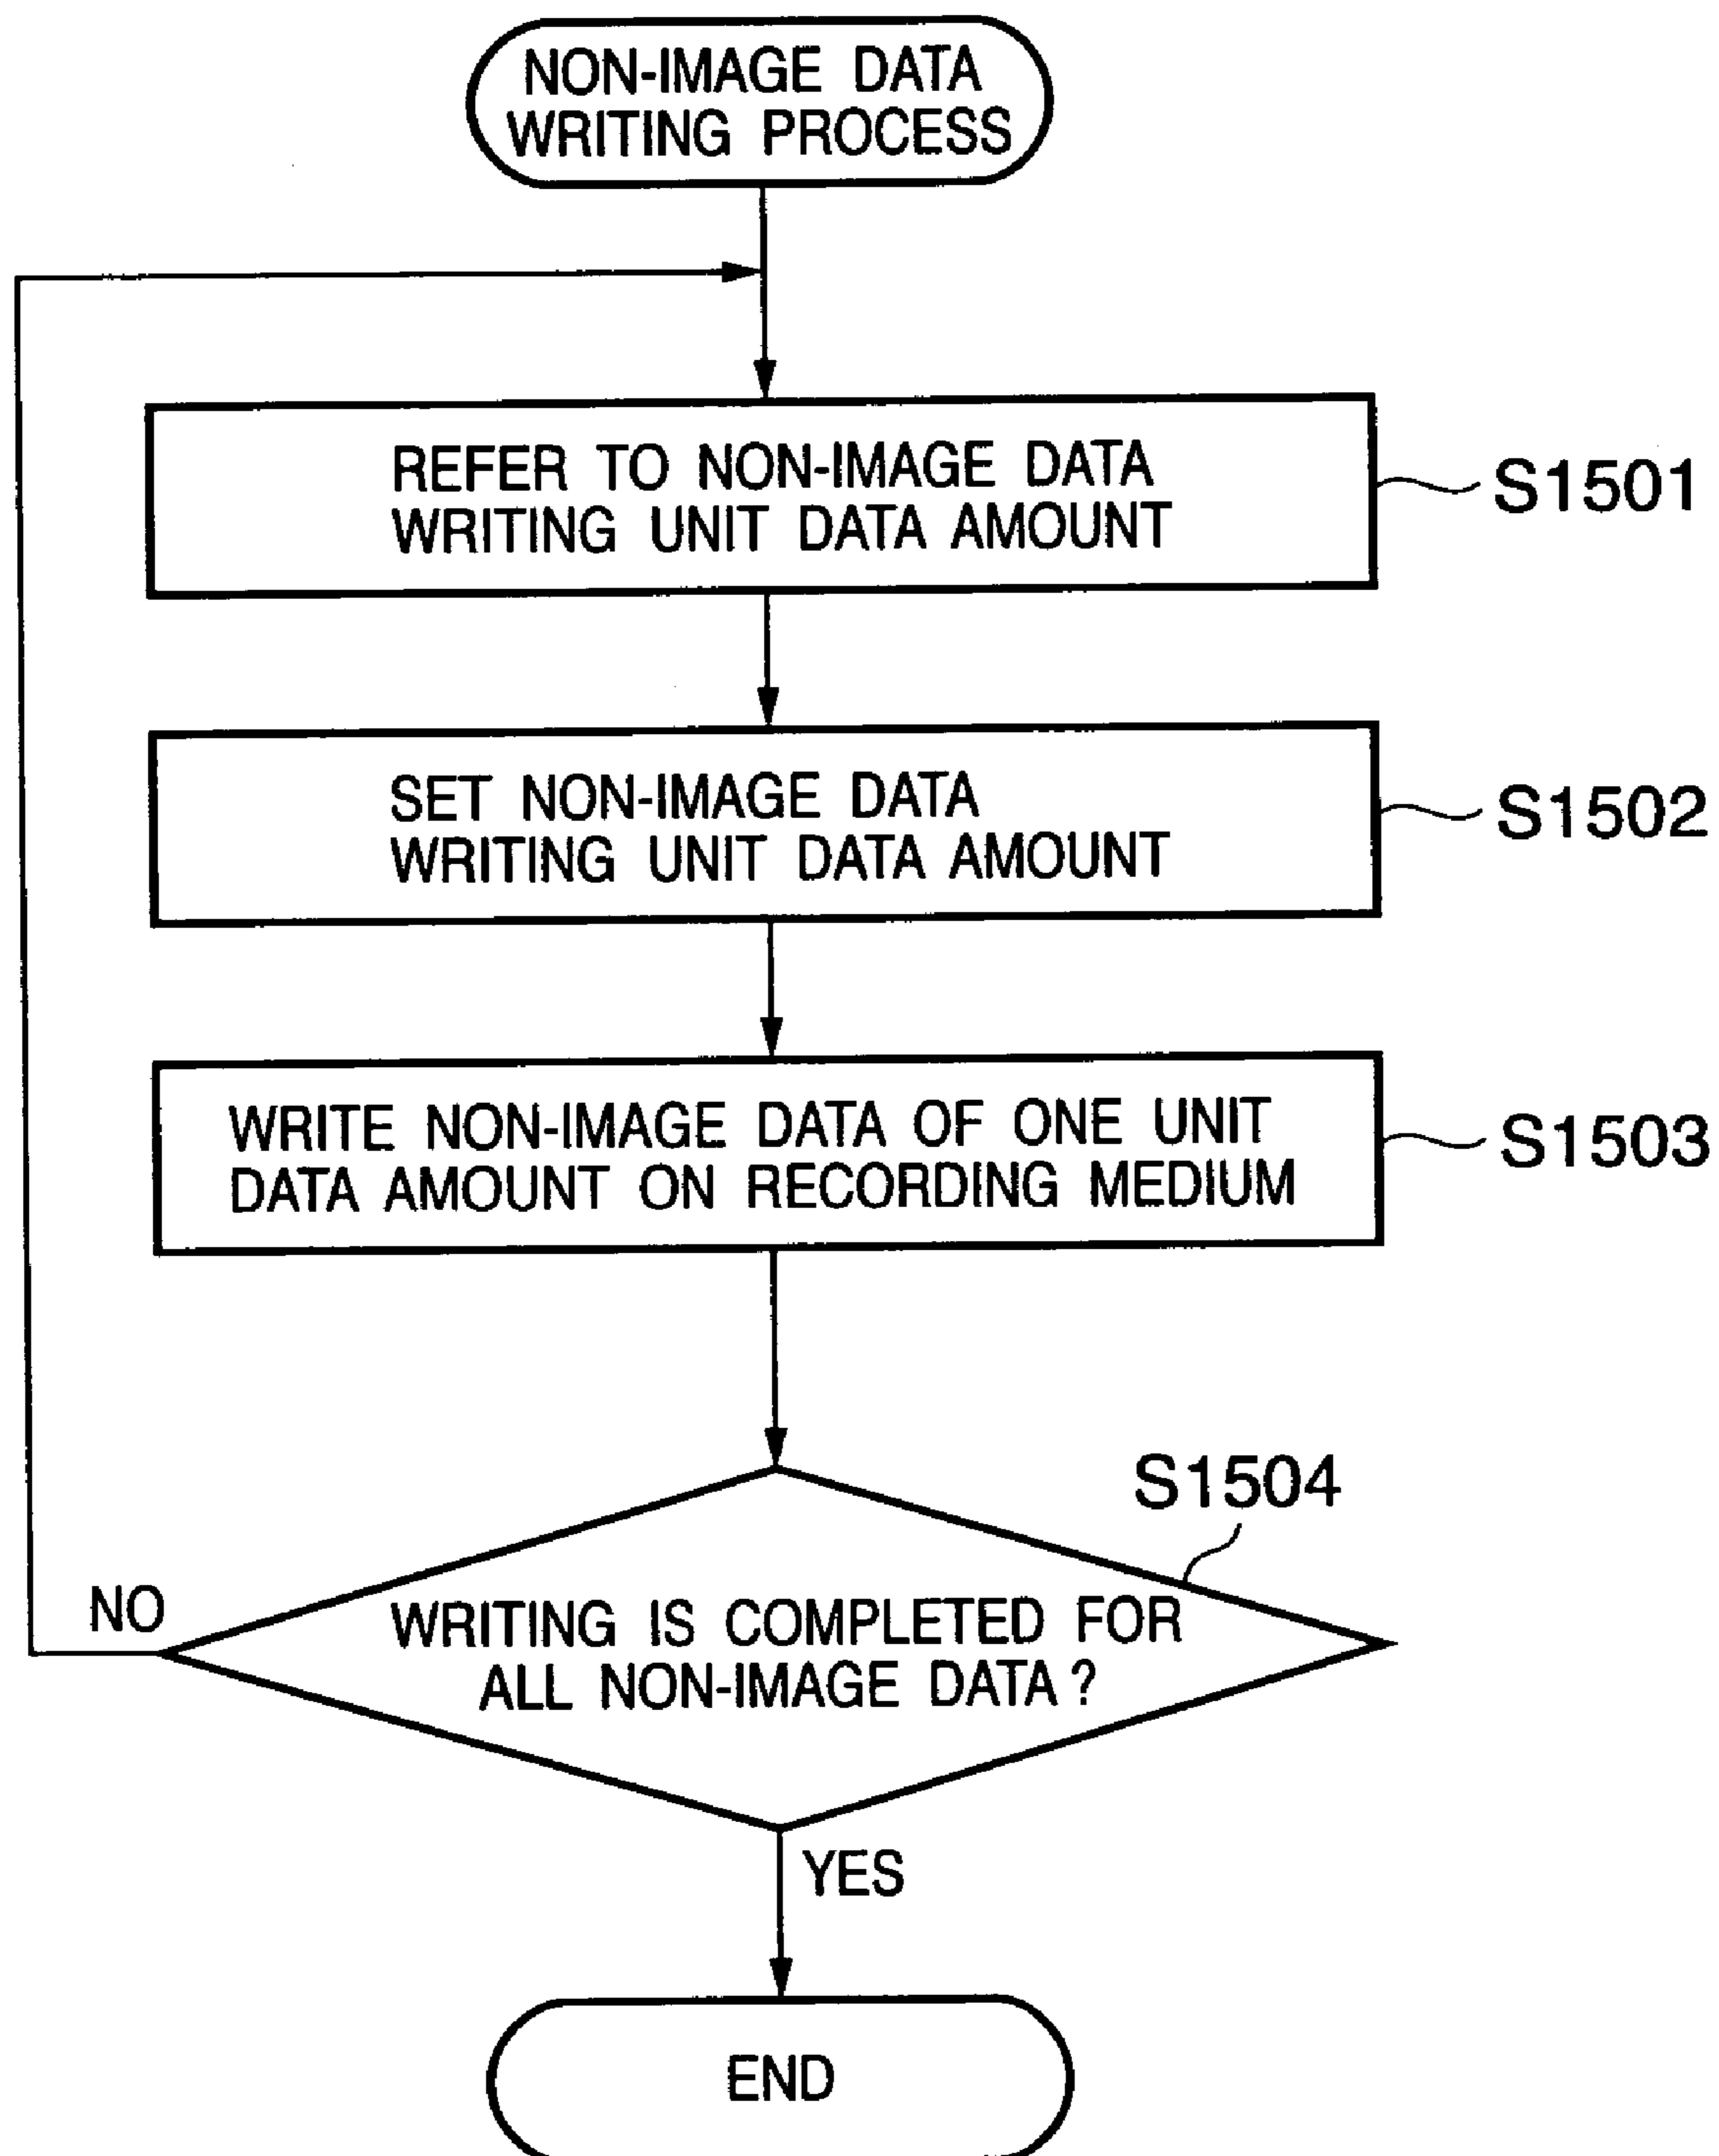 NON-IMAGE DATA
WRITING PROCESS
REFER TO NON-IMAGE DATA
WRITING UNIT DATA AMOUNT
S1501
SET NON-IMAGE DATA
WRITING UNIT DATA AMOUNT
S1502
WRITE NON-IMAGE DATA OF ONE UNIT
DATA AMOUNT ON RECORDING MEDIUM
S1503
S1504
NO
WRITING IS COMPLETED FOR
ALL NON-IMAGE DATA?
YES
END